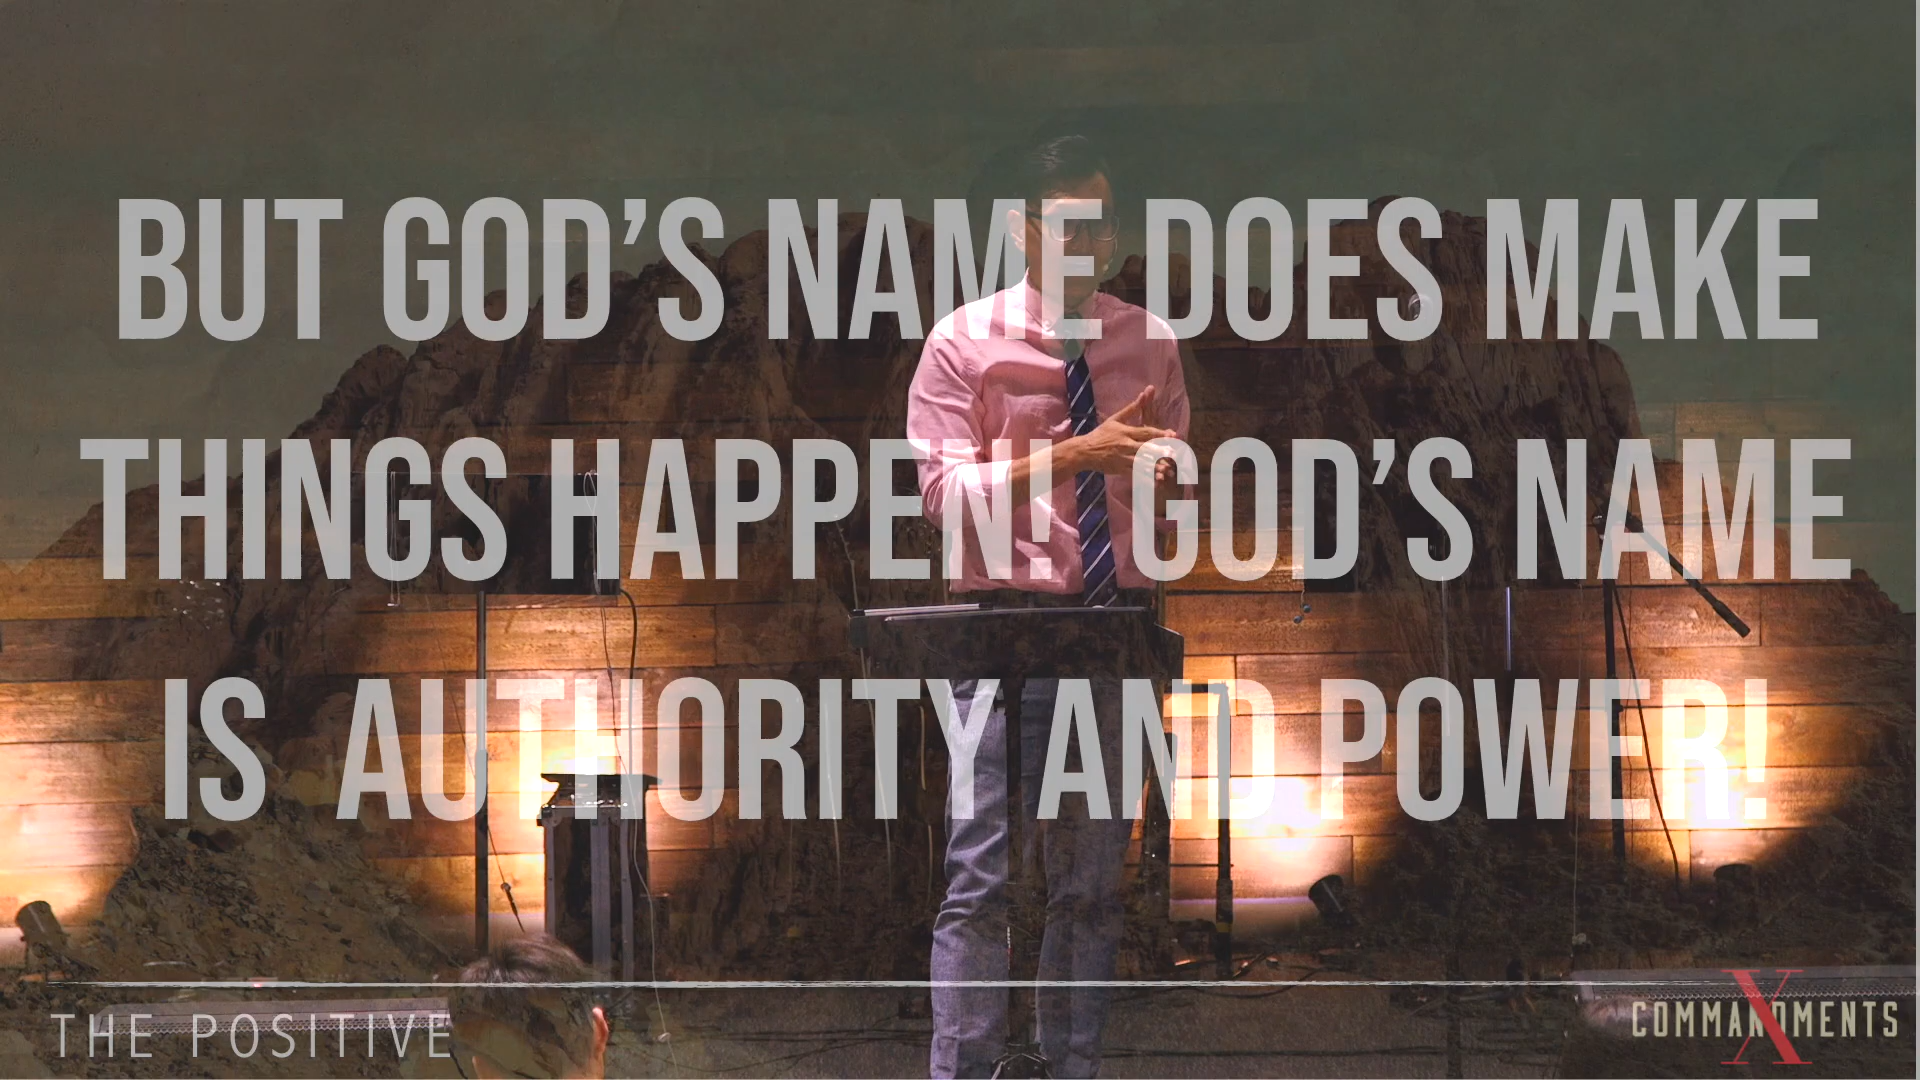 BUT GOD’S NAME DOES MAKE
THINGS HAPPEN! GOD’S NAME
IS AUTHORITY AND POWER!
THE POSITIVE
X
COMMANDMENTS